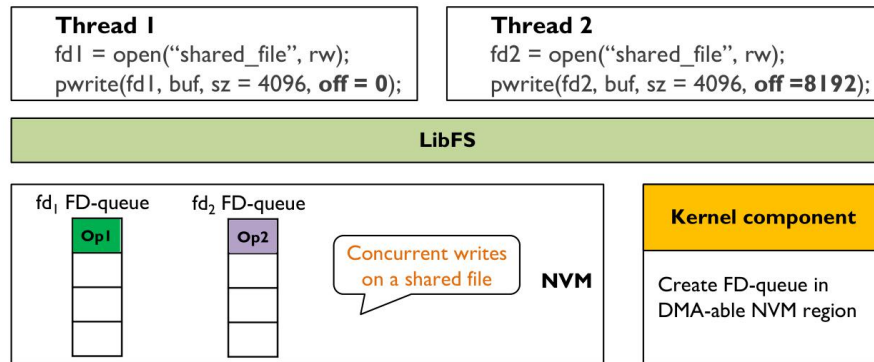 Thread 1
fd1 = open(“shared_file”, rw);
pwrite(fd1, buf, sz = 4096, off = 0);
Thread 2
fd2 = open(“shared_file”, rw);
pwrite(fd2, buf, sz = 4096, off =8192);
LibFS
fd₁ FD-queue
fd₂ FD-queue
Op1
Op2
Concurrent writes
on a shared file
NVM
Kernel component
Create FD-queue in
DMA-able NVM region